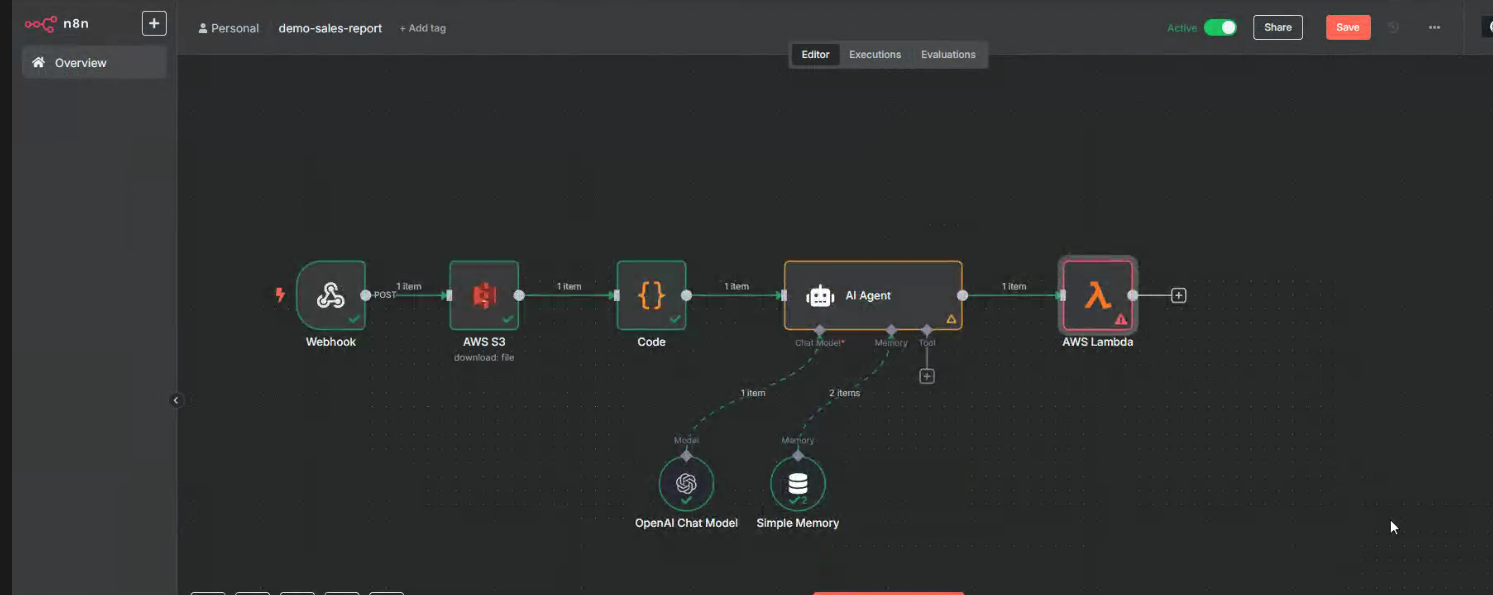 n8n
+
Personal
demo-sales-report
+ Add tag
Active
Share
Save
...
Overview
Editor
Executions
Evaluations
POST
1 item
1 item
1 item
1 item
{}
AI Agent
λ
Webhook
AWS S3
download: file
Code
Chat Model*
Memory
Tool
AWS Lambda
1 item
2 items
Model
Memory
2
OpenAI Chat Model
Simple Memory